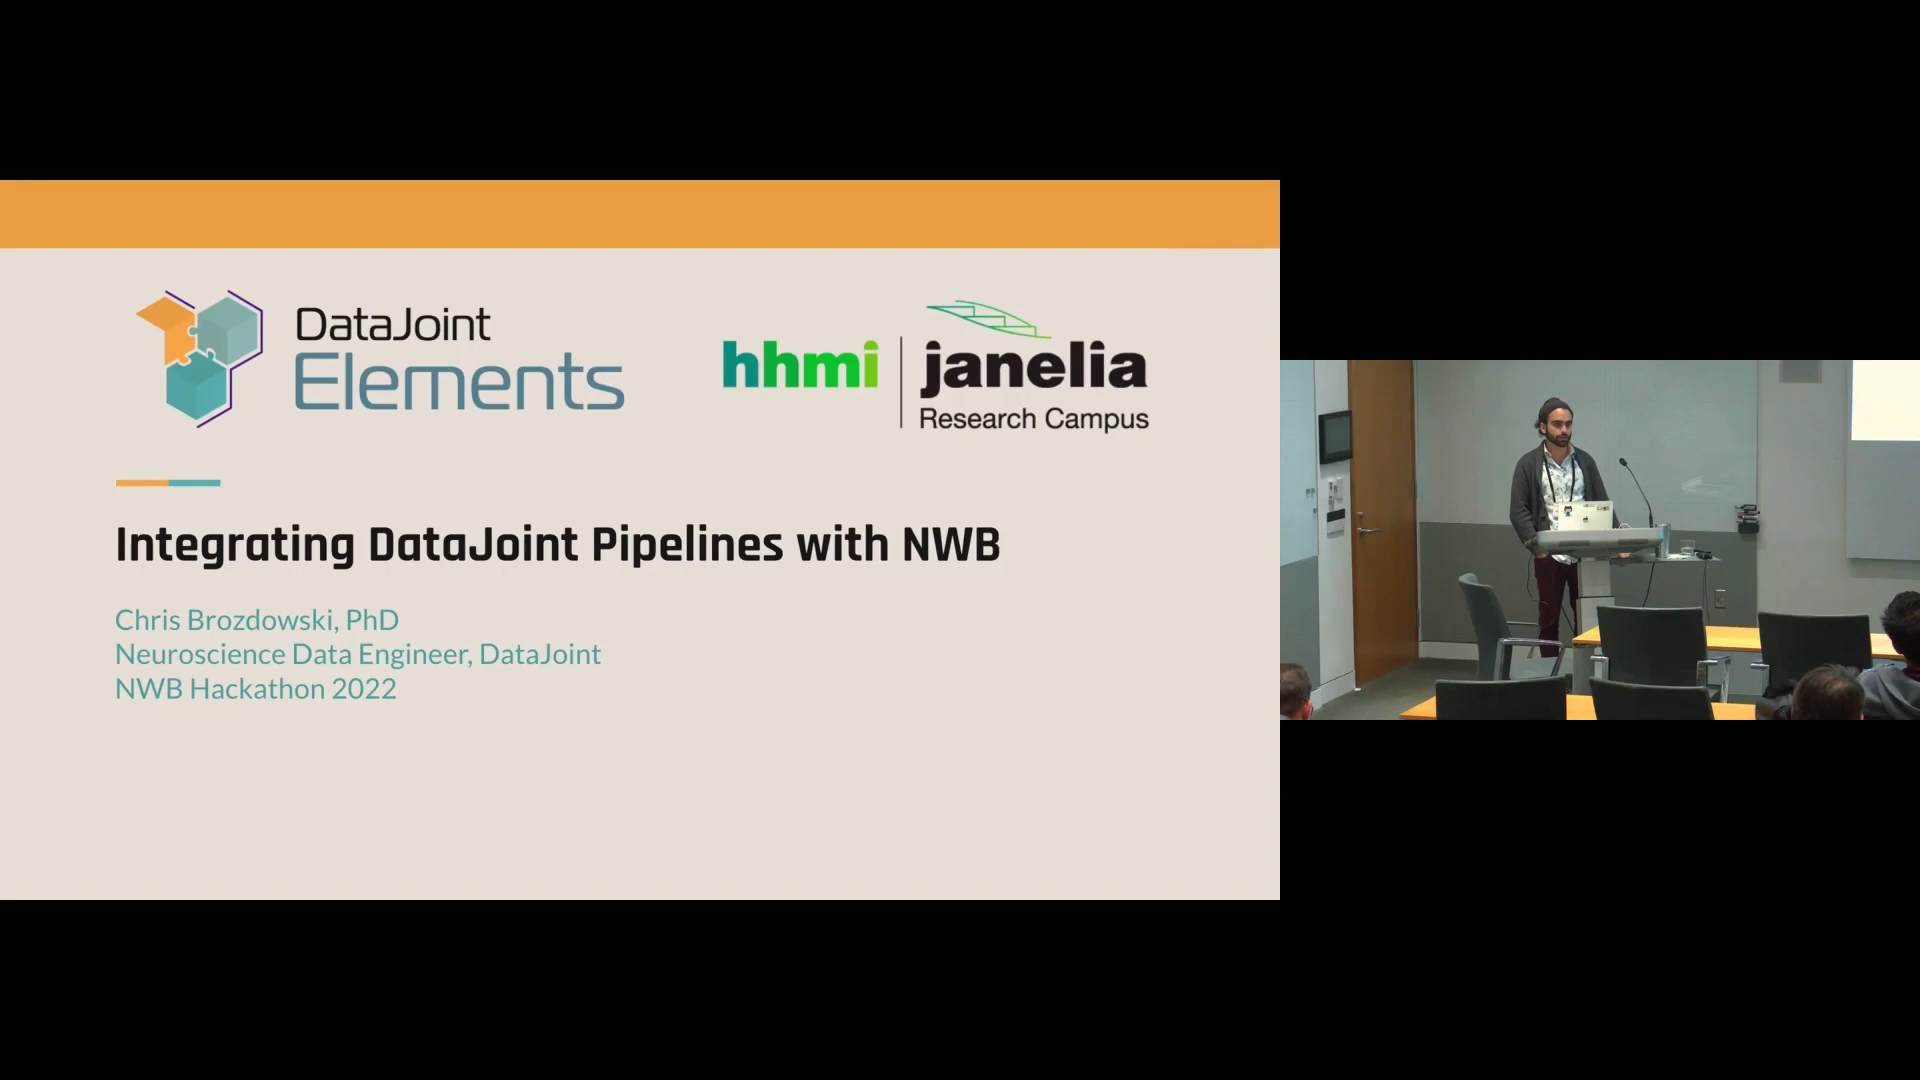 DataJoint
Elements
hhmi
janelia
Research Campus
Integrating DataJoint Pipelines with NWB
Chris Brozdowski, PhD
Neuroscience Data Engineer, DataJoint
NWB Hackathon 2022